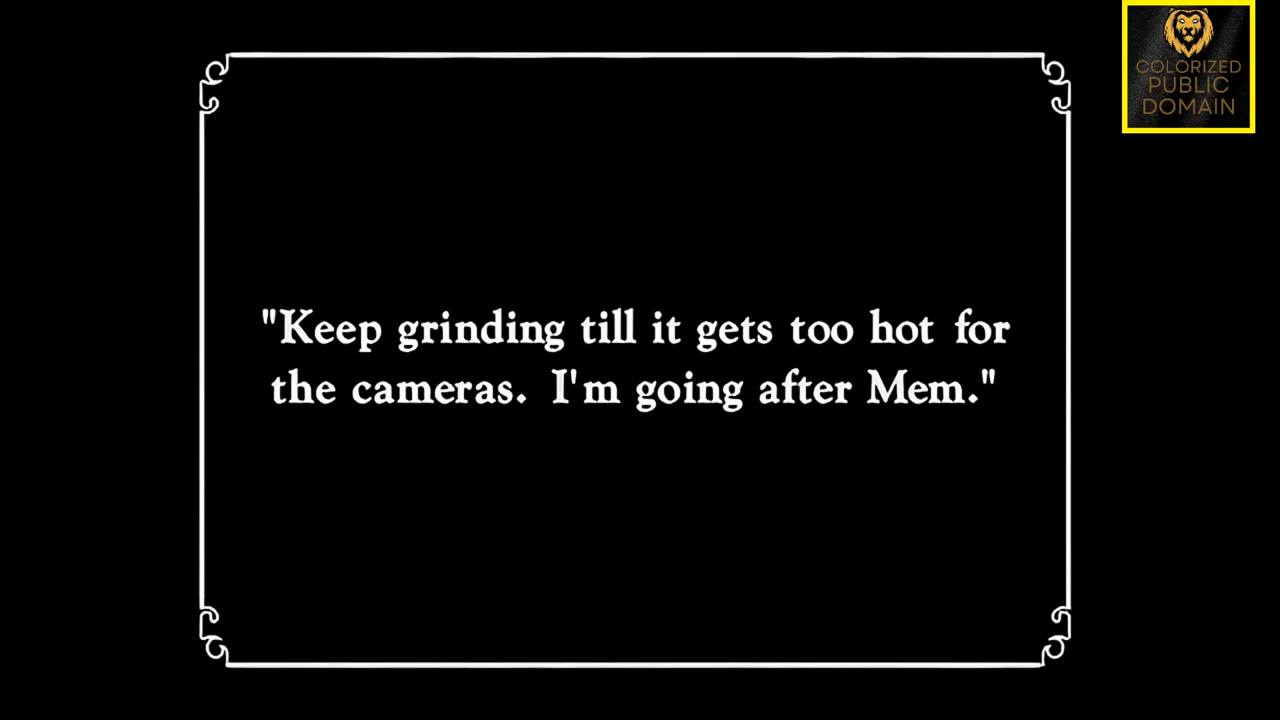 COLORIZED
PUBLIC
DOMAIN
"Keep grinding till it gets too hot for
the cameras. I'm going after Mem."